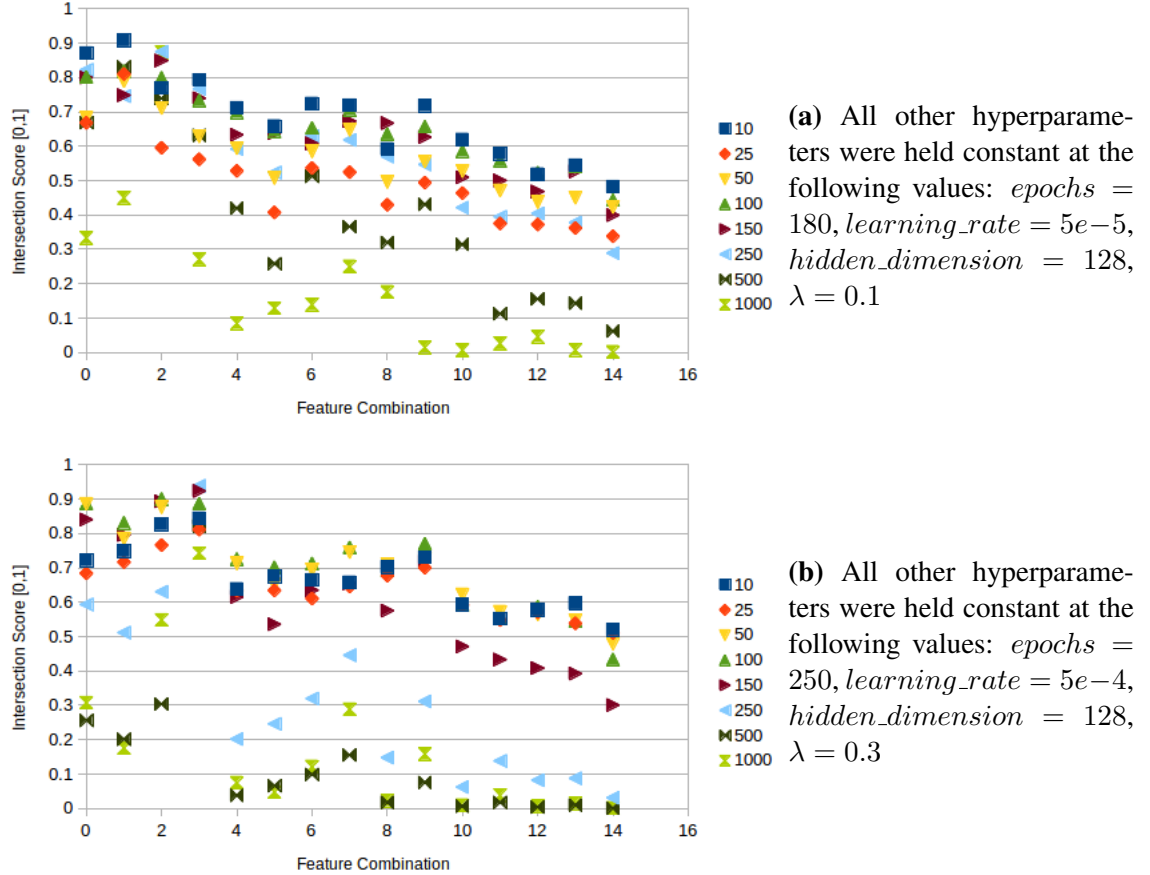 1
0.9
0.8
0.7
0.6
0.5
0.4
0.3
0.2
0.1
0
Intersection Score [0,1]
0 2 4 6 8 10 12 14 16
Feature Combination
10
25
50
100
150
250
500
1000
(a) All other hyperparame-
ters were held constant at the
following values: epochs =
180, learning_rate = 5e−5,
hidden_dimension = 128,
λ = 0.1
1
0.9
0.8
0.7
0.6
0.5
0.4
0.3
0.2
0.1
0
Intersection Score [0,1]
0 2 4 6 8 10 12 14 16
Feature Combination
10
25
50
100
150
250
500
1000
(b) All other hyperparame-
ters were held constant at the
following values: epochs =
250, learning_rate = 5e−4,
hidden_dimension = 128,
λ = 0.3